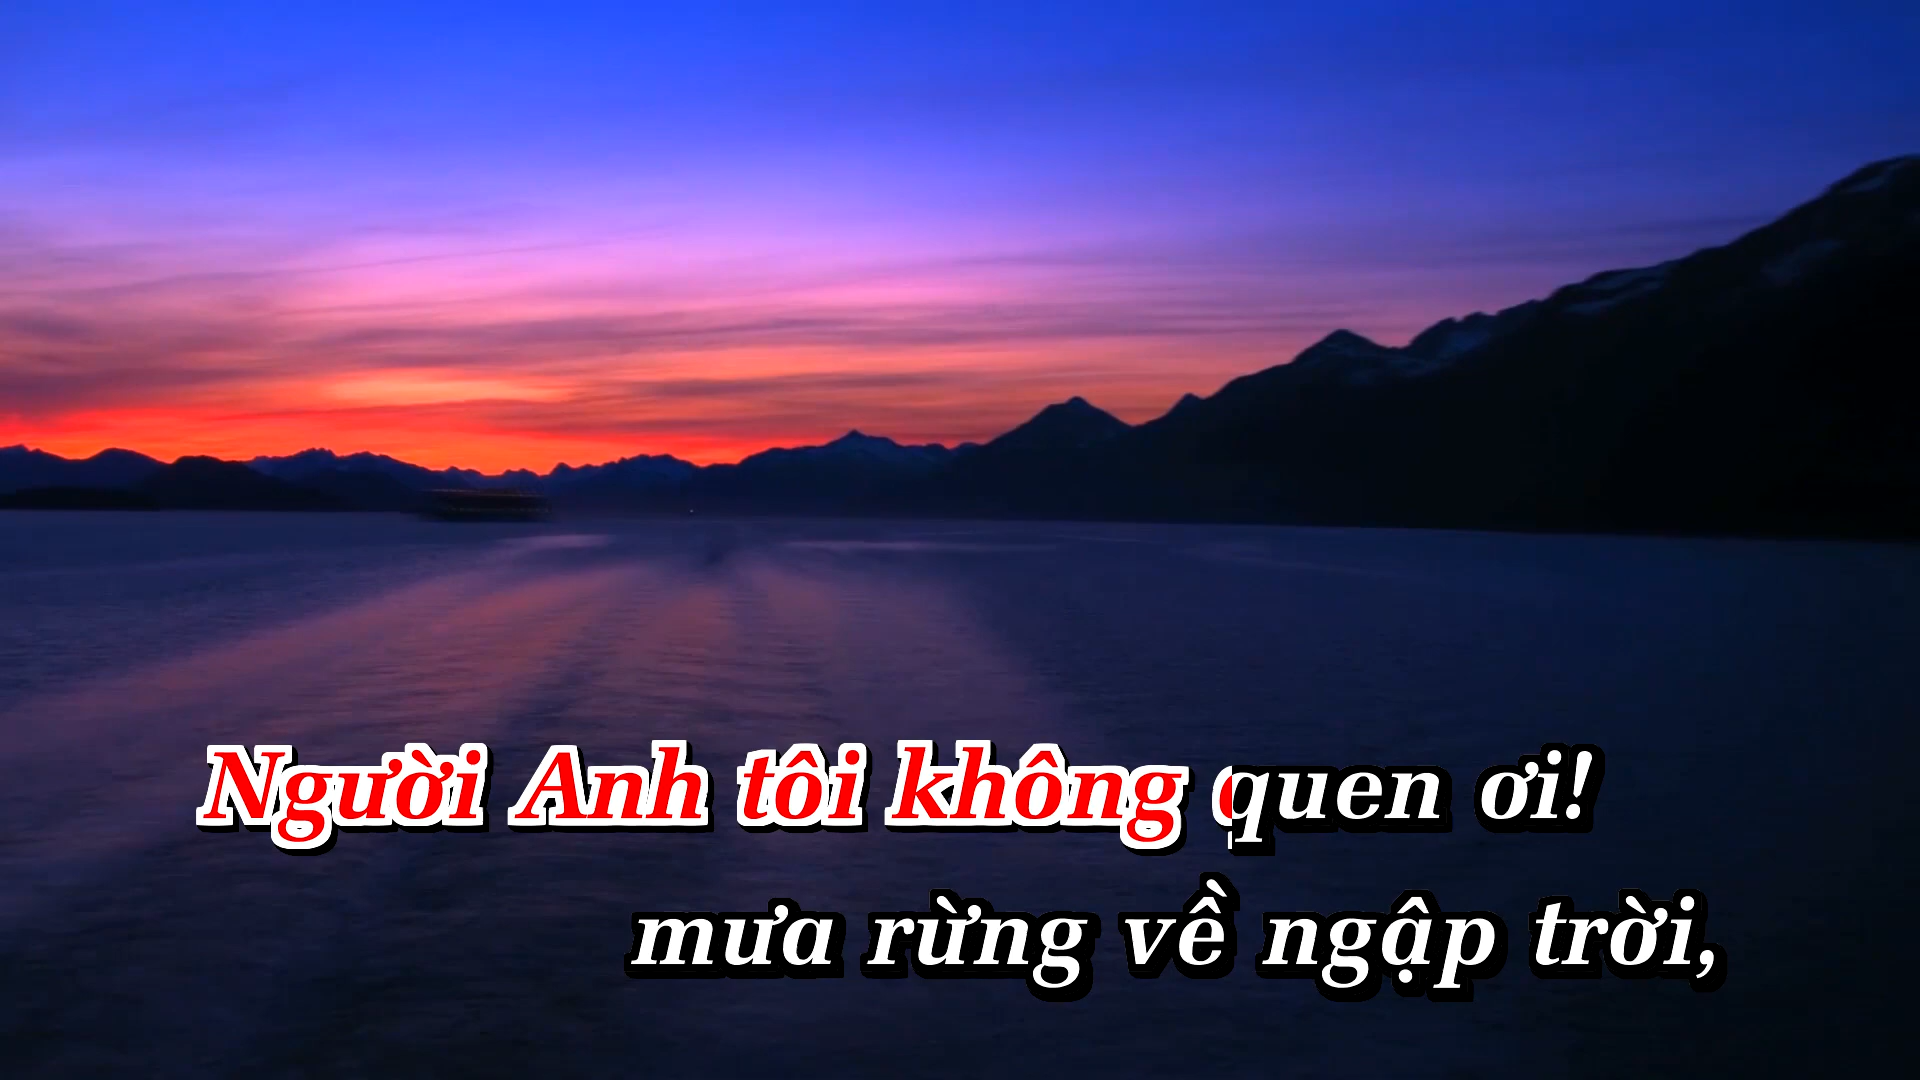 Người Anh tôi không quen ơi!
mưa rừng về ngập trời,